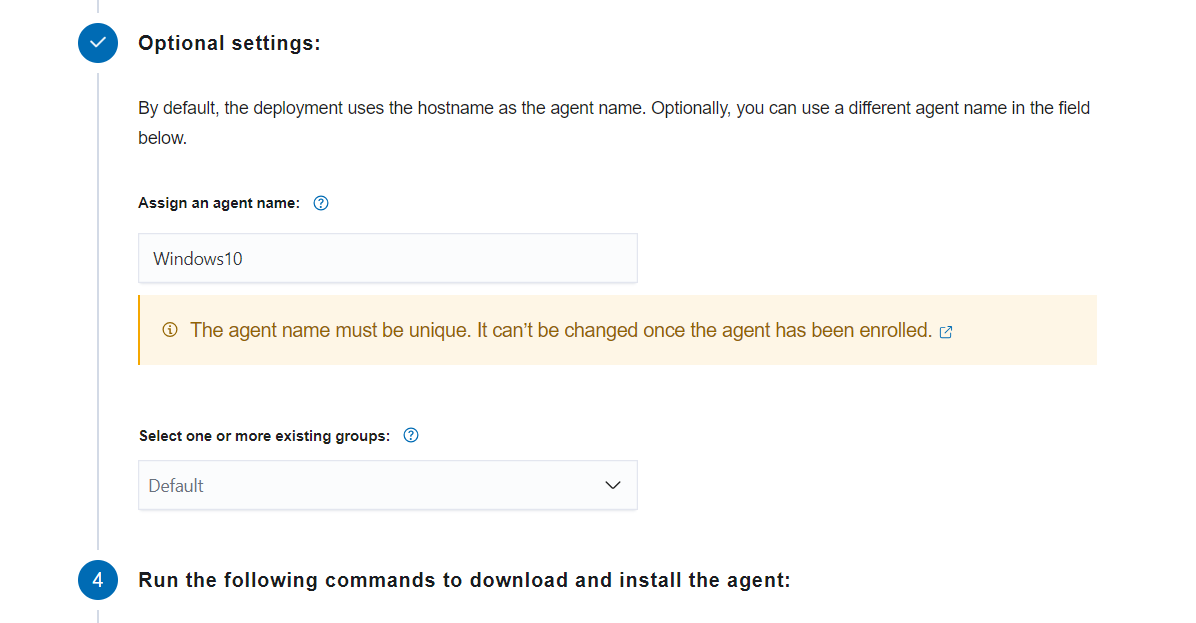 Optional settings:
By default, the deployment uses the hostname as the agent name. Optionally, you can use a different agent name in the field
below.
Assign an agent name:
Windows10
The agent name must be unique. It can’t be changed once the agent has been enrolled.
Select one or more existing groups:
Default
4 Run the following commands to download and install the agent: